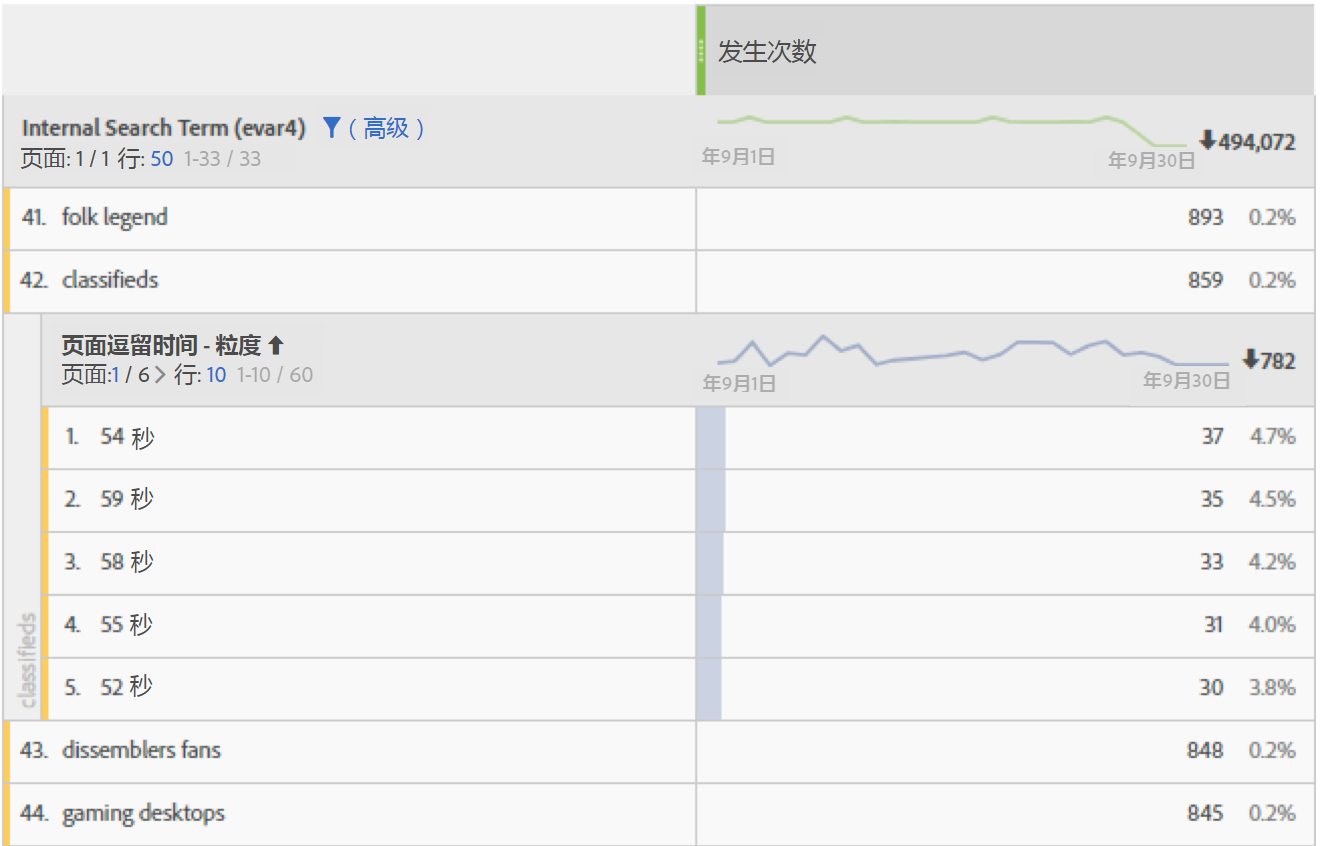 发生次数
Internal Search Term (evar4) ( 高级 )
页面: 1 / 1 行: 50 1-33 / 33
年9月1日 年9月30日 494,072
41. folk legend 893 0.2%
42. classifieds 859 0.2%
页面逗留时间 - 粒度
页面:1 / 6 > 行: 10 1-10 / 60
年9月1日 年9月30日 782
classifieds
1. 54 秒 37 4.7%
2. 59 秒 35 4.5%
3. 58 秒 33 4.2%
4. 55 秒 31 4.0%
5. 52 秒 30 3.8%
43. dissemblers fans 848 0.2%
44. gaming desktops 845 0.2%